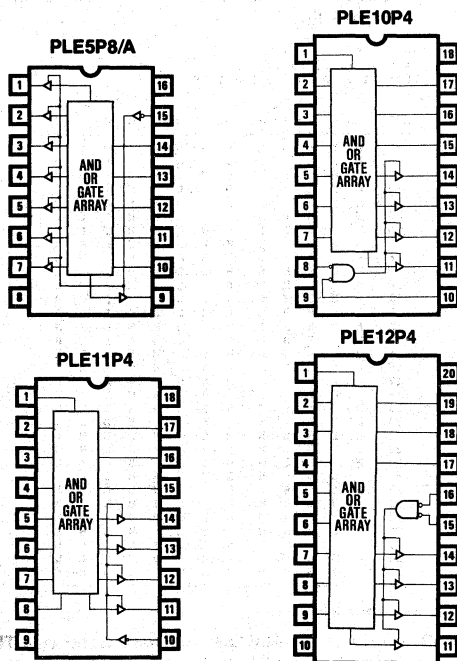 PLE5P8/A
1 16
2 15
3 14
4 13
5 12
6 11
7 10
8 9
AND
OR
GATE
ARRAY
PLE10P4
1 18
2 17
3 16
4 15
5 14
6 13
7 12
8 11
9 10
AND
OR
GATE
ARRAY
PLE11P4
1 18
2 17
3 16
4 15
5 14
6 13
7 12
8 11
9 10
AND
OR
GATE
ARRAY
PLE12P4
1 20
2 19
3 18
4 17
5 16
6 15
7 14
8 13
9 12
10 11
AND
OR
GATE
ARRAY